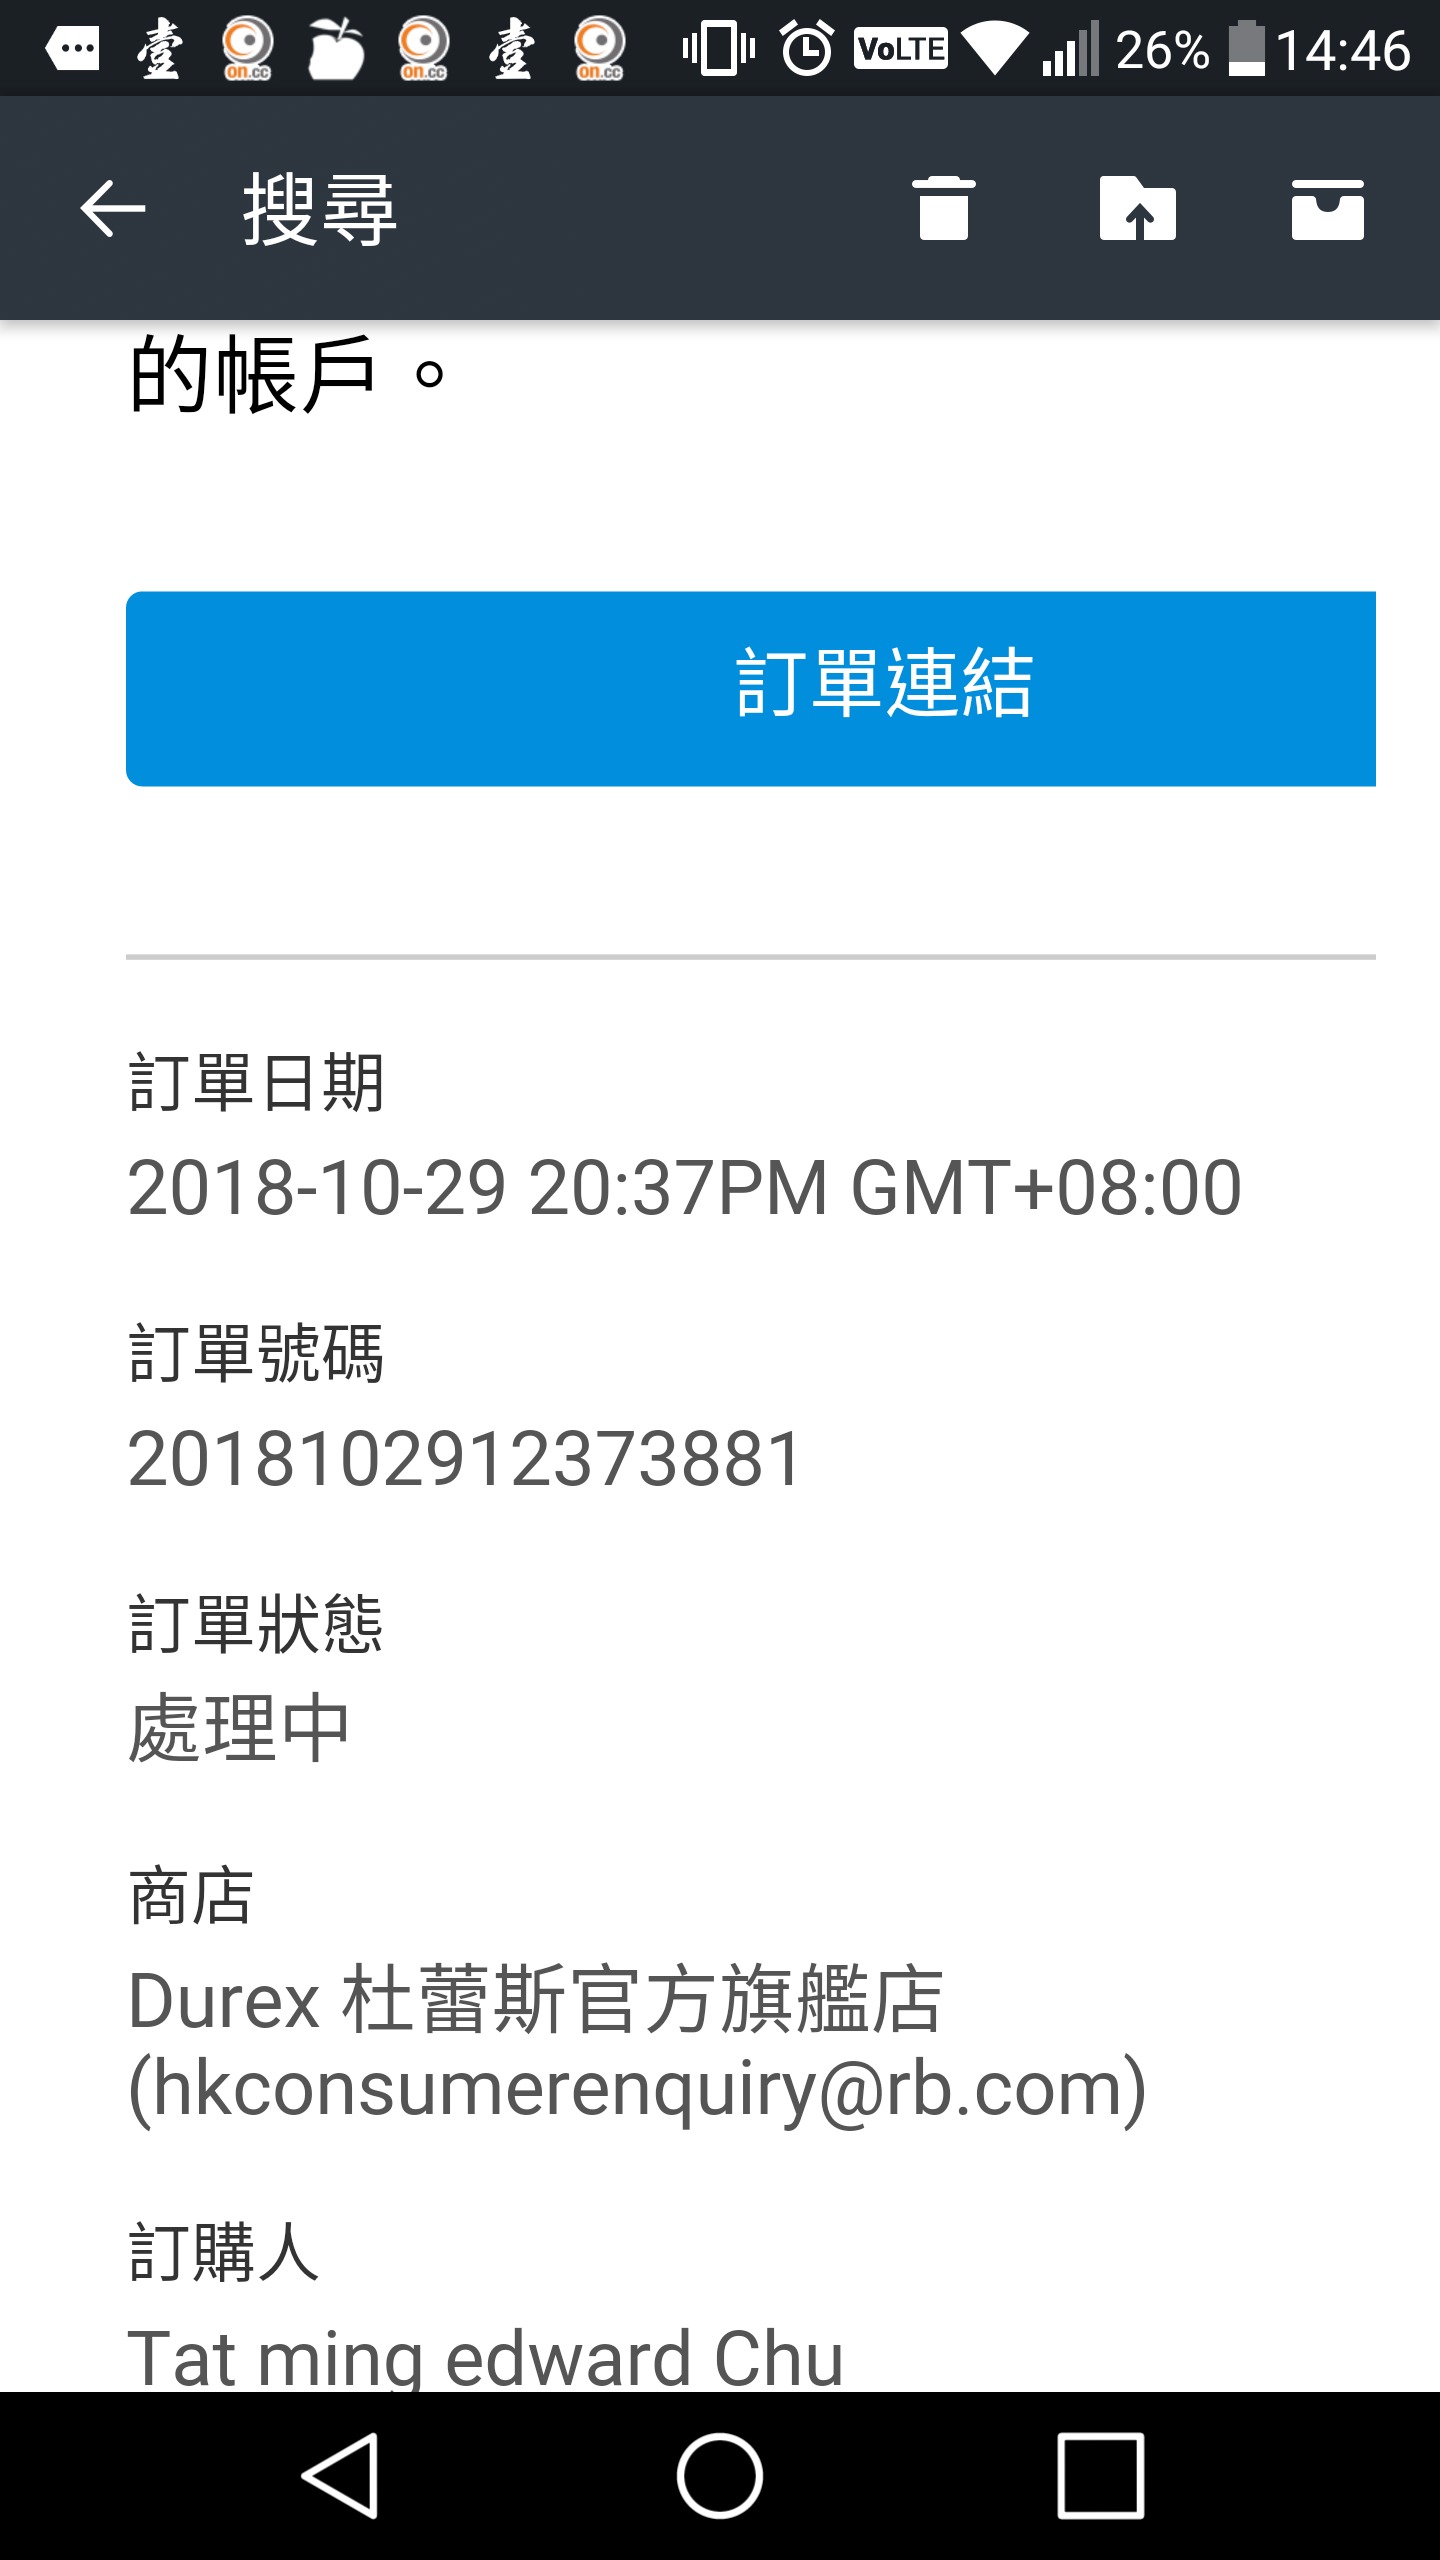 壹 on.cc on.cc 壹 on.cc VoLTE 26% 14:46
搜尋
的帳戶。
訂單連結
訂單日期
2018-10-29 20:37PM GMT+08:00
訂單號碼
2018102912373881
訂單狀態
處理中
商店
Durex 杜蕾斯官方旗艦店
(hkconsumerenquiry@rb.com)
訂購人
Tat ming edward Chu